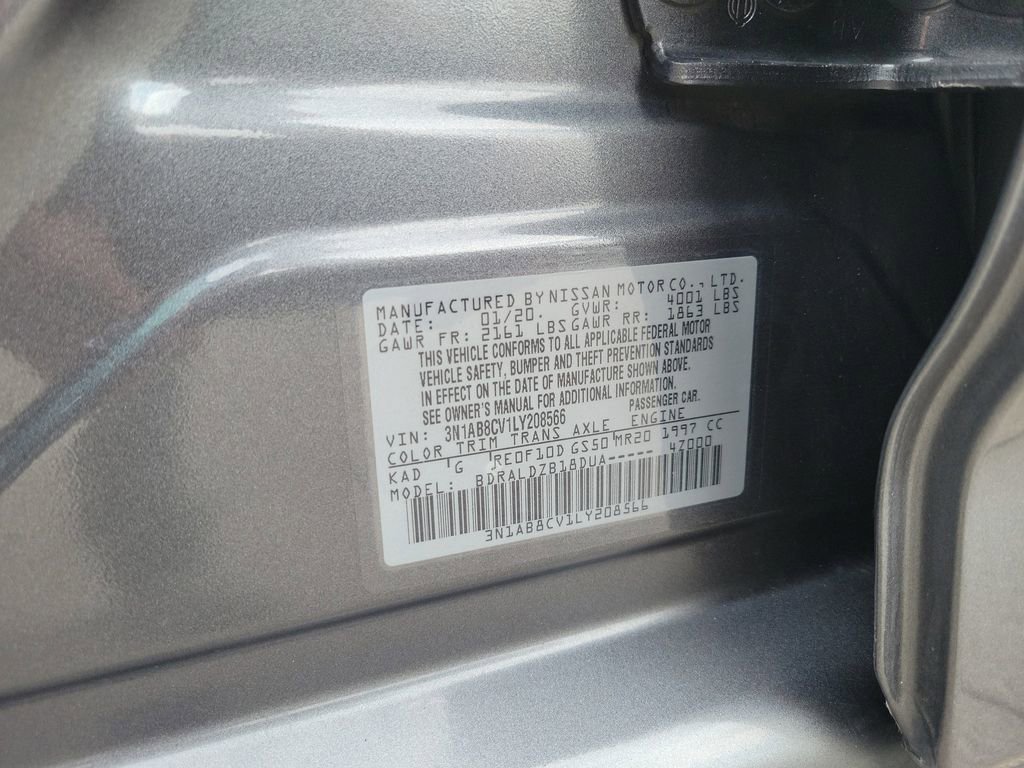 MANUFACTURED BY NISSAN MOTOR CO., LTD.
DATE: 01/20. GVWR: 4001 LBS
GAWR FR: 2161 LBS GAWR RR: 1863 LBS
THIS VEHICLE CONFORMS TO ALL APPLICABLE FEDERAL MOTOR
VEHICLE SAFETY, BUMPER AND THEFT PREVENTION STANDARDS
IN EFFECT ON THE DATE OF MANUFACTURE SHOWN ABOVE.
SEE OWNER'S MANUAL FOR ADDITIONAL INFORMATION.
VIN: 3N1AB8CV1LY208566 PASSENGER CAR.
COLOR TRIM TRANS AXLE ENGINE
KAD G RE0F10D GS50 MR20 1997 CC
MODEL: BDRALDZB18DUA----- 47000
3N1AB8CV1LY208566